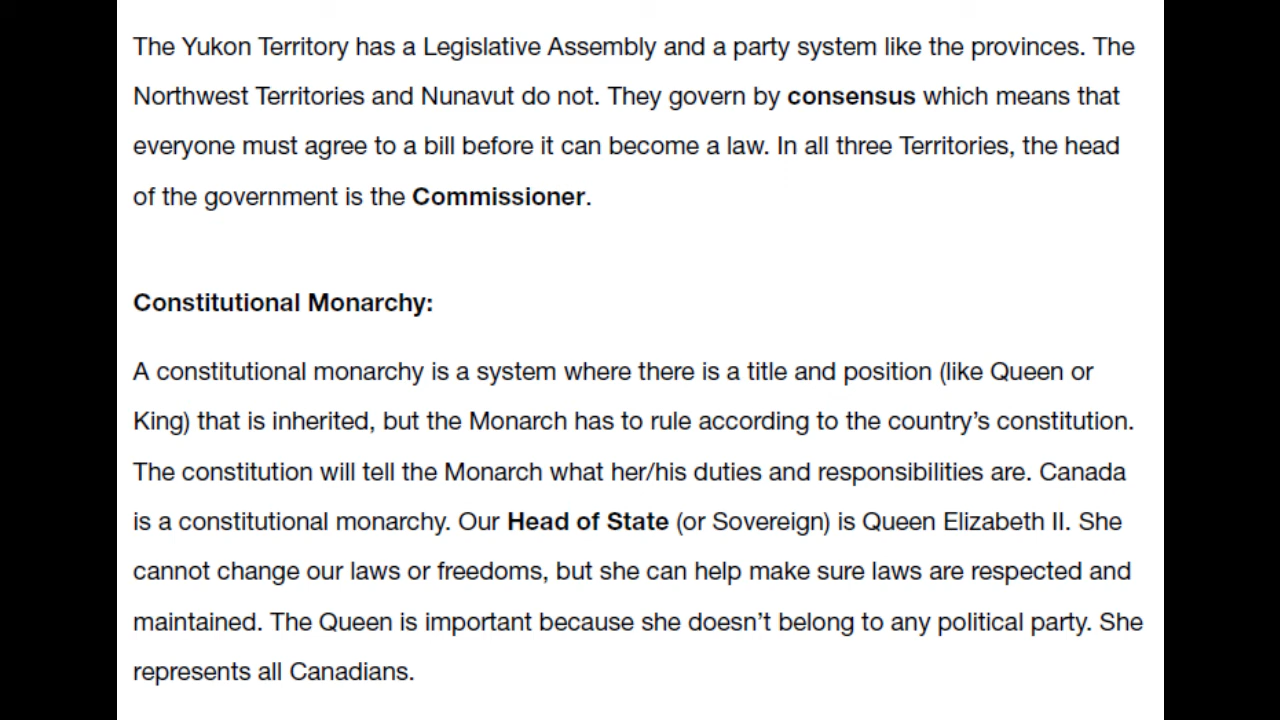 The Yukon Territory has a Legislative Assembly and a party system like the provinces. The
Northwest Territories and Nunavut do not. They govern by consensus which means that
everyone must agree to a bill before it can become a law. In all three Territories, the head
of the government is the Commissioner.
Constitutional Monarchy:
A constitutional monarchy is a system where there is a title and position (like Queen or
King) that is inherited, but the Monarch has to rule according to the country’s constitution.
The constitution will tell the Monarch what her/his duties and responsibilities are. Canada
is a constitutional monarchy. Our Head of State (or Sovereign) is Queen Elizabeth II. She
cannot change our laws or freedoms, but she can help make sure laws are respected and
maintained. The Queen is important because she doesn’t belong to any political party. She
represents all Canadians.